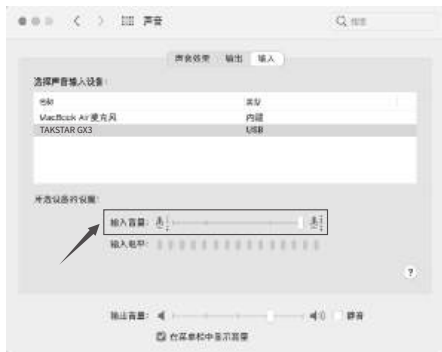 声音
搜索
声音效果 输出 输入
选择声音输入设备:
名称 类型
MacBook Air麦克风 内建
TAKSTAR GX3 USB
所选设备的设置:
输入音量:
输入电平:
?
输出音量: 静音
在菜单栏中显示音量